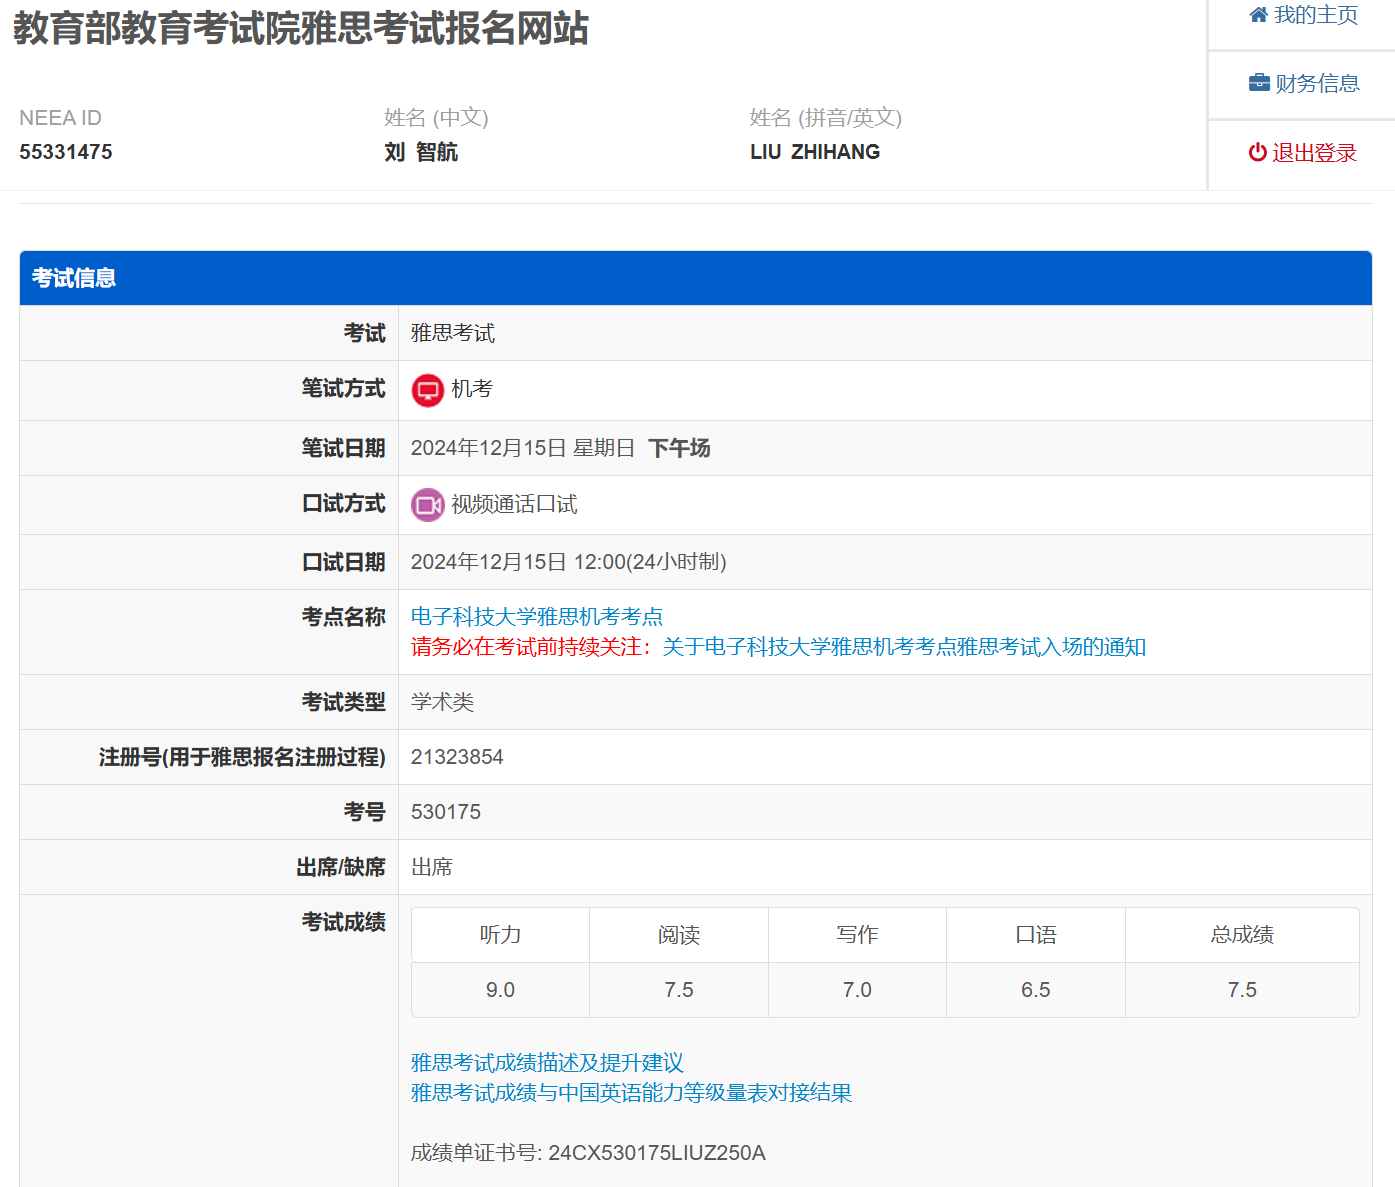 教育部教育考试院雅思考试报名网站
我的主页
财务信息
退出登录
NEEA ID
姓名 (中文)
姓名 (拼音/英文)
55331475
刘 智航
LIU ZHIHANG
考试信息
考试 雅思考试
笔试方式 机考
笔试日期 2024年12月15日 星期日 下午场
口试方式 视频通话口试
口试日期 2024年12月15日 12:00(24小时制)
考点名称 电子科技大学雅思机考考点
请务必在考试前持续关注：关于电子科技大学雅思机考考点雅思考试入场的通知
考试类型 学术类
注册号(用于雅思报名注册过程) 21323854
考号 530175
出席/缺席 出席
考试成绩
听力 阅读 写作 口语 总成绩
9.0 7.5 7.0 6.5 7.5
雅思考试成绩描述及提升建议
雅思考试成绩与中国英语能力等级量表对接结果
成绩单证书号: 24CX530175LIUZ250A